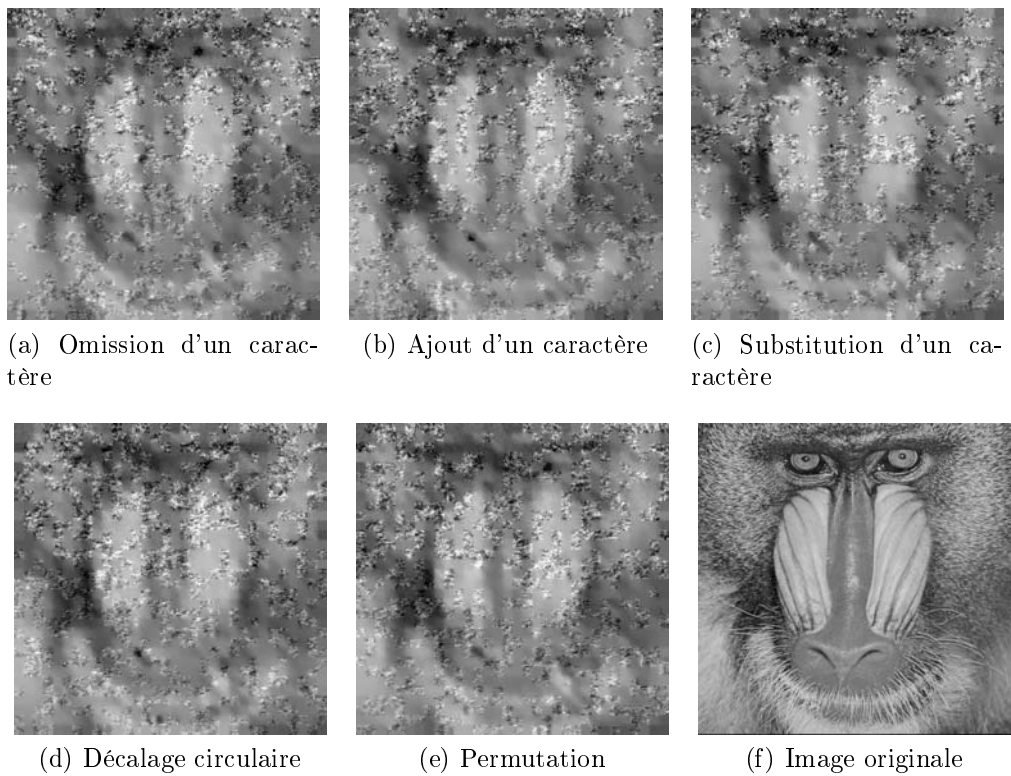 (a) Omission d'un carac-
tère
(b) Ajout d'un caractère
(c) Substitution d'un ca-
ractère
(d) Décalage circulaire
(e) Permutation
(f) Image originale